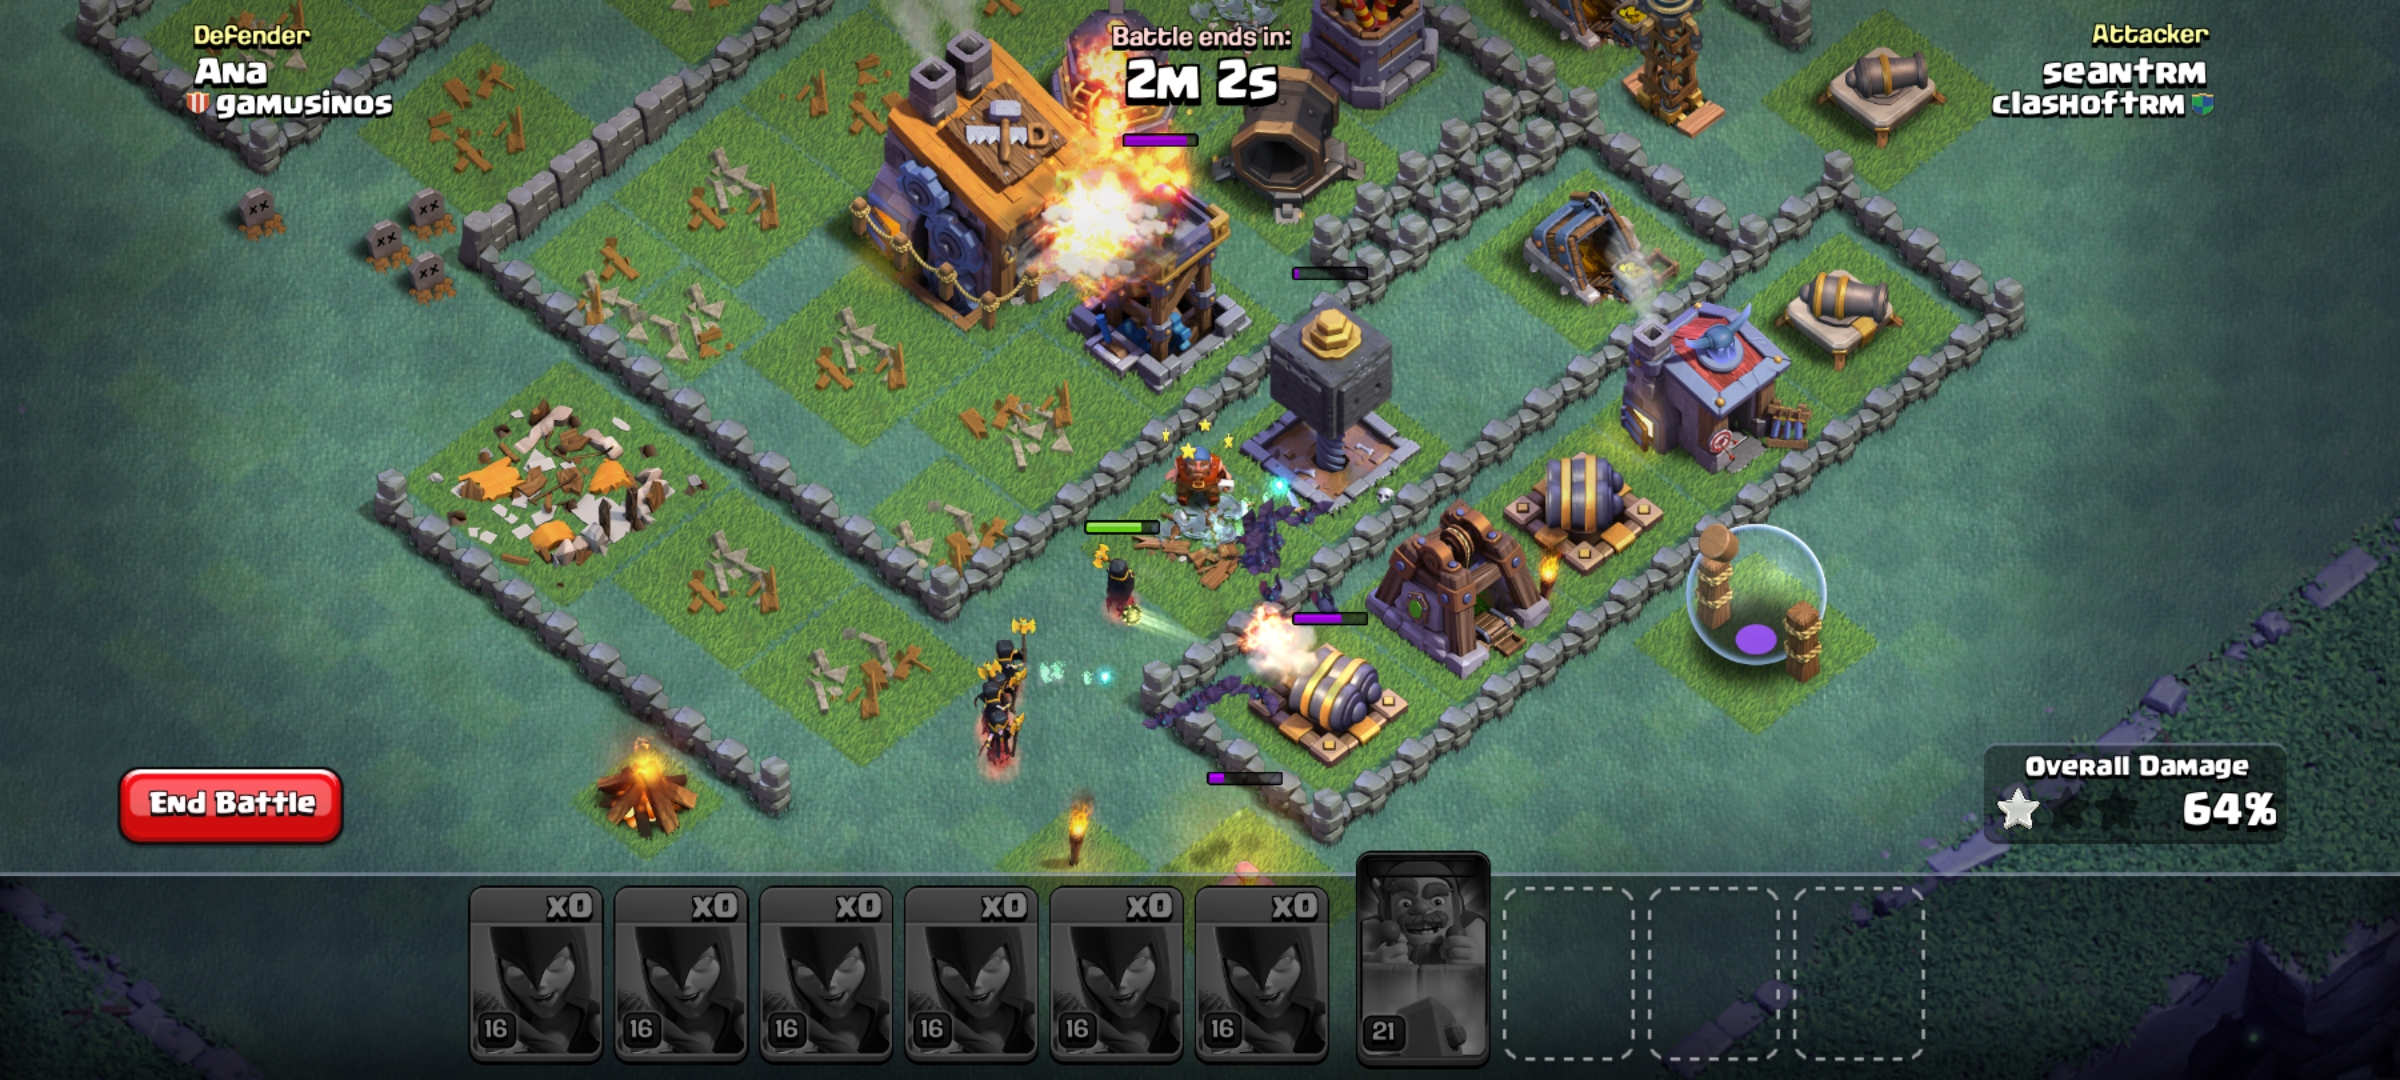 Defender
Ana
gamusinos
Battle ends in:
2M 2s
Attacker
seantrm
clashoftrm
End Battle
Overall Damage
64%
x0
x0
x0
x0
x0
x0
16
16
16
16
16
16
21